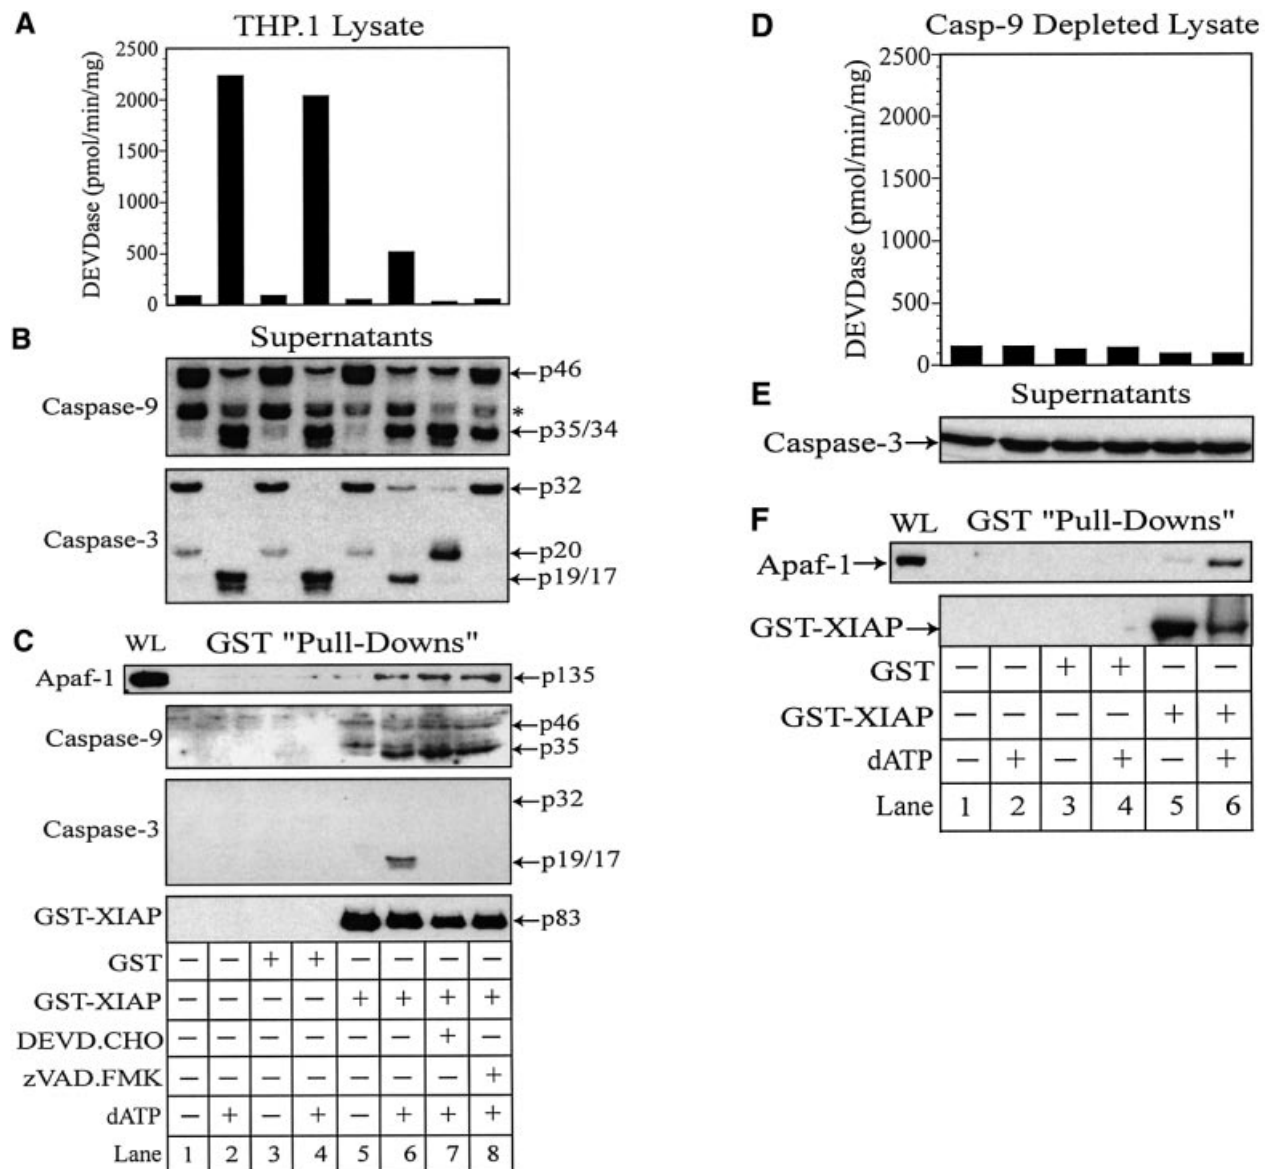 A
THP.1 Lysate
DEVDase (pmol/min/mg)
2500
2000
1500
1000
500
0
B
Supernatants
Caspase-9
←p46
*
←p35/34
Caspase-3
←p32
←p20
←p19/17
C
WL GST "Pull-Downs"
Apaf-1
←p135
Caspase-9
←p46
←p35
Caspase-3
←p32
←p19/17
GST-XIAP
←p83
GST − − + + − − − −
GST-XIAP − − − − + + + +
DEVD.CHO − − − − − − + −
zVAD.FMK − − − − − − − +
dATP − + − + − + + +
Lane 1 2 3 4 5 6 7 8
D
Casp-9 Depleted Lysate
DEVDase (pmol/min/mg)
2500
2000
1500
1000
500
0
E
Supernatants
Caspase-3→
F
WL GST "Pull-Downs"
Apaf-1→
GST-XIAP→
GST − − + + − −
GST-XIAP − − − − + +
dATP − + − + − +
Lane 1 2 3 4 5 6